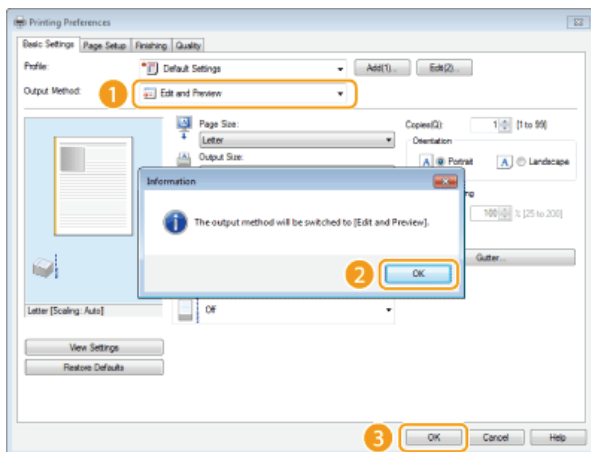 Printing Preferences
Basic Settings Page Setup Finishing Quality
Profile: Default Settings Add(1)... Edit(2)...
1
Output Method: Edit and Preview
Page Size: Copies(Q): 1 [1 to 99]
Letter Orientation
Output Size: A Portrait A Landscape
Information
100 % [25 to 200]
The output method will be switched to [Edit and Preview].
Gutter...
2 OK
Letter [Scaling: Auto] Off
View Settings
Restore Defaults
3 OK Cancel Help